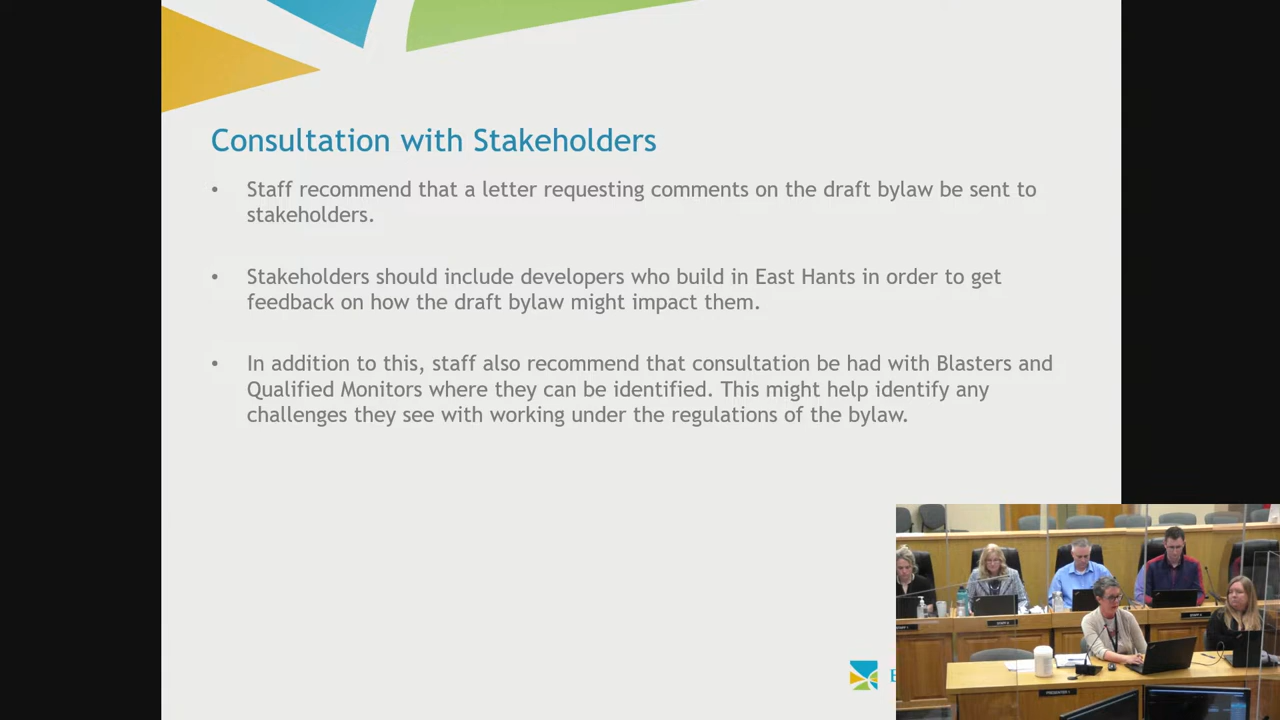 Consultation with Stakeholders
• Staff recommend that a letter requesting comments on the draft bylaw be sent to
stakeholders.
• Stakeholders should include developers who build in East Hants in order to get
feedback on how the draft bylaw might impact them.
• In addition to this, staff also recommend that consultation be had with Blasters and
Qualified Monitors where they can be identified. This might help identify any
challenges they see with working under the regulations of the bylaw.
E
PRESENTER 1